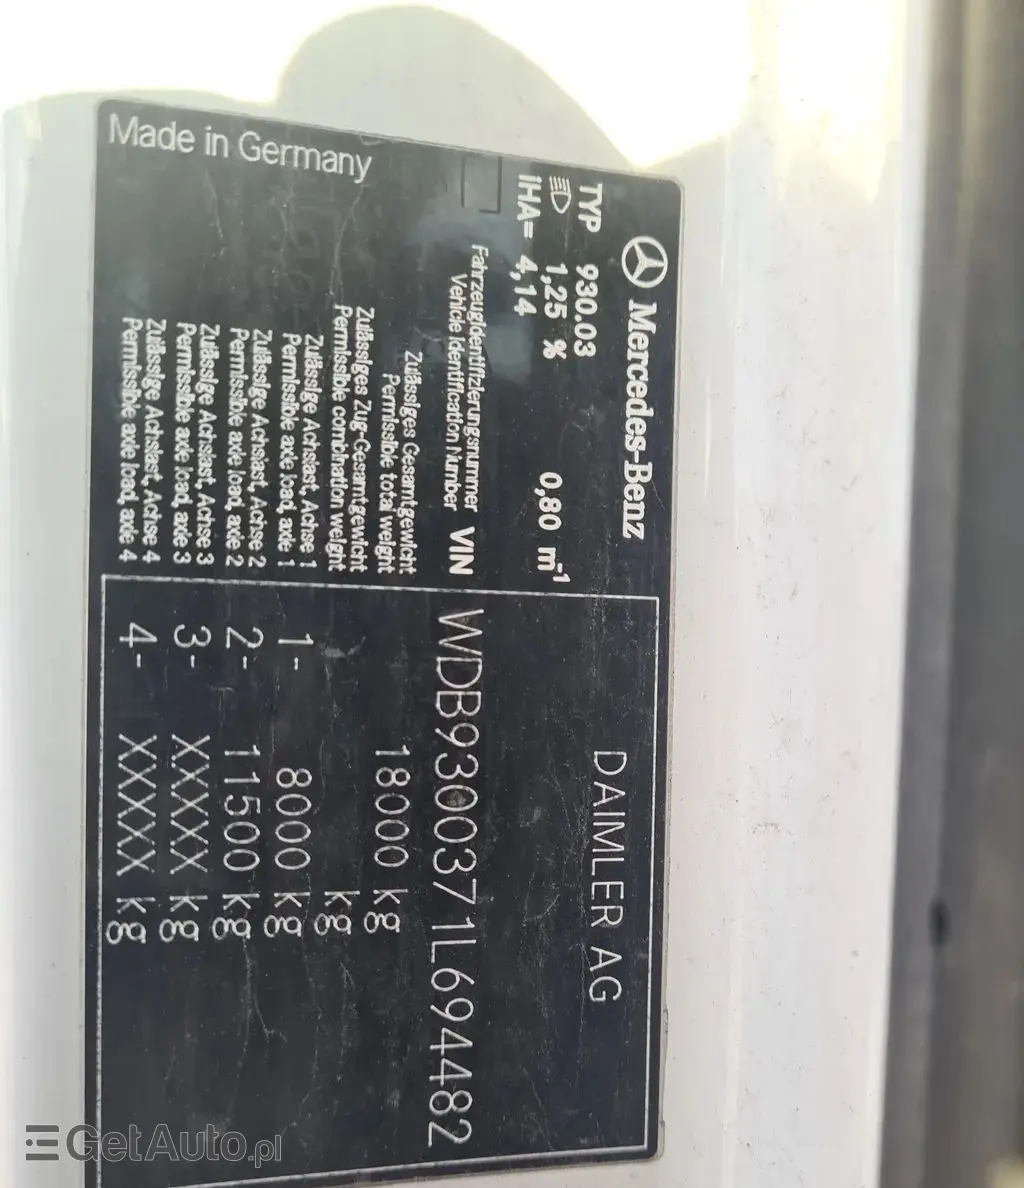 Mercedes-Benz
TYP 930.03
1,25 % 0,80 m-1
IHA= 4,14
DAIMLER AG
Fahrzeugidentifizierungsnummer
Vehicle Identification Number VIN WDB9300371L694482
Zulässiges Gesamtgewicht
Permissible total weight 18000 kg
Zulässiges Zug-Gesamtgewicht
Permissible combination weight kg
Zulässige Achslast, Achse 1
Permissible axle load, axle 1 1- 8000 kg
Zulässige Achslast, Achse 2
Permissible axle load, axle 2 2- 11500 kg
Zulässige Achslast, Achse 3
Permissible axle load, axle 3 3- XXXXX kg
Zulässige Achslast, Achse 4
Permissible axle load, axle 4 4- XXXXX kg
Made in Germany
GetAuto.pl